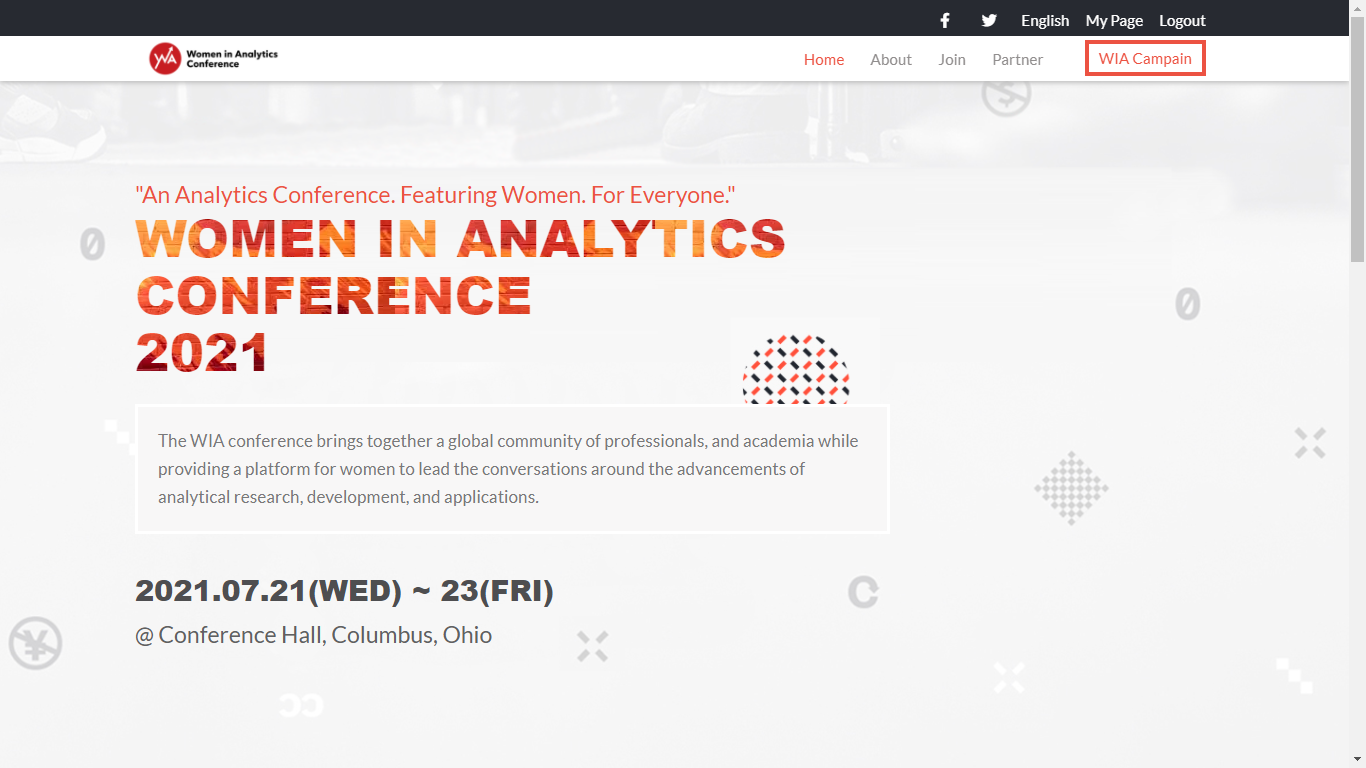 English My Page Logout
Women in Analytics
Conference
Home About Join Partner WIA Campain
"An Analytics Conference. Featuring Women. For Everyone."
WOMEN IN ANALYTICS
CONFERENCE
2021
The WIA conference brings together a global community of professionals, and academia while
providing a platform for women to lead the conversations around the advancements of
analytical research, development, and applications.
2021.07.21(WED) ~ 23(FRI)
@ Conference Hall, Columbus, Ohio